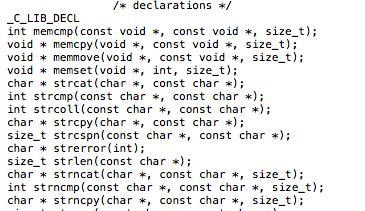 /* declarations */
_C_LIB_DECL
int memcmp(const void *, const void *, size_t);
void * memcpy(void *, const void *, size_t);
void * memmove(void *, const void *, size_t);
void * memset(void *, int, size_t);
char * strcat(char *, const char *);
int strcmp(const char *, const char *);
int strcoll(const char *, const char *);
char * strcpy(char *, const char *);
size_t strcspn(const char *, const char *);
char * strerror(int);
size_t strlen(const char *);
char * strncat(char *, const char *, size_t);
int strncmp(const char *, const char *, size_t);
char * strncpy(char *, const char *, size_t);